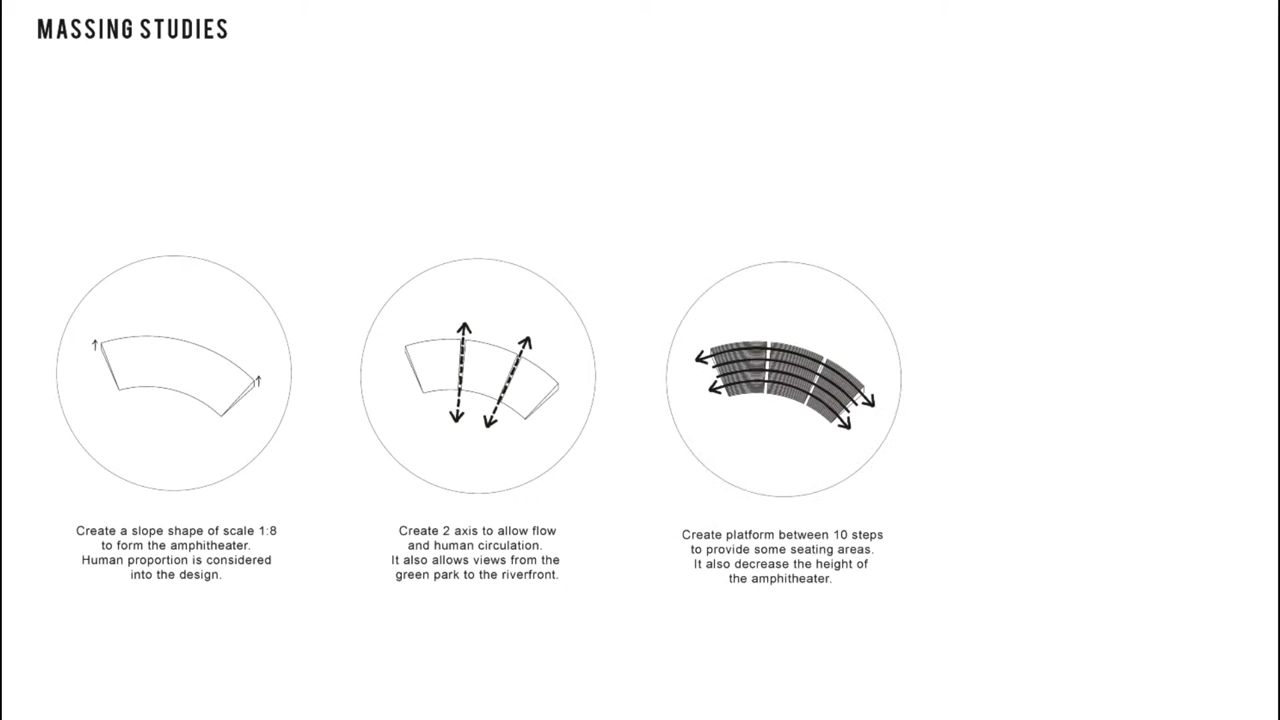 MASSING STUDIES
Create a slope shape of scale 1:8
to form the amphitheater.
Human proportion is considered
into the design.
Create 2 axis to allow flow
and human circulation.
It also allows views from the
green park to the riverfront.
Create platform between 10 steps
to provide some seating areas.
It also decrease the height of
the amphitheater.